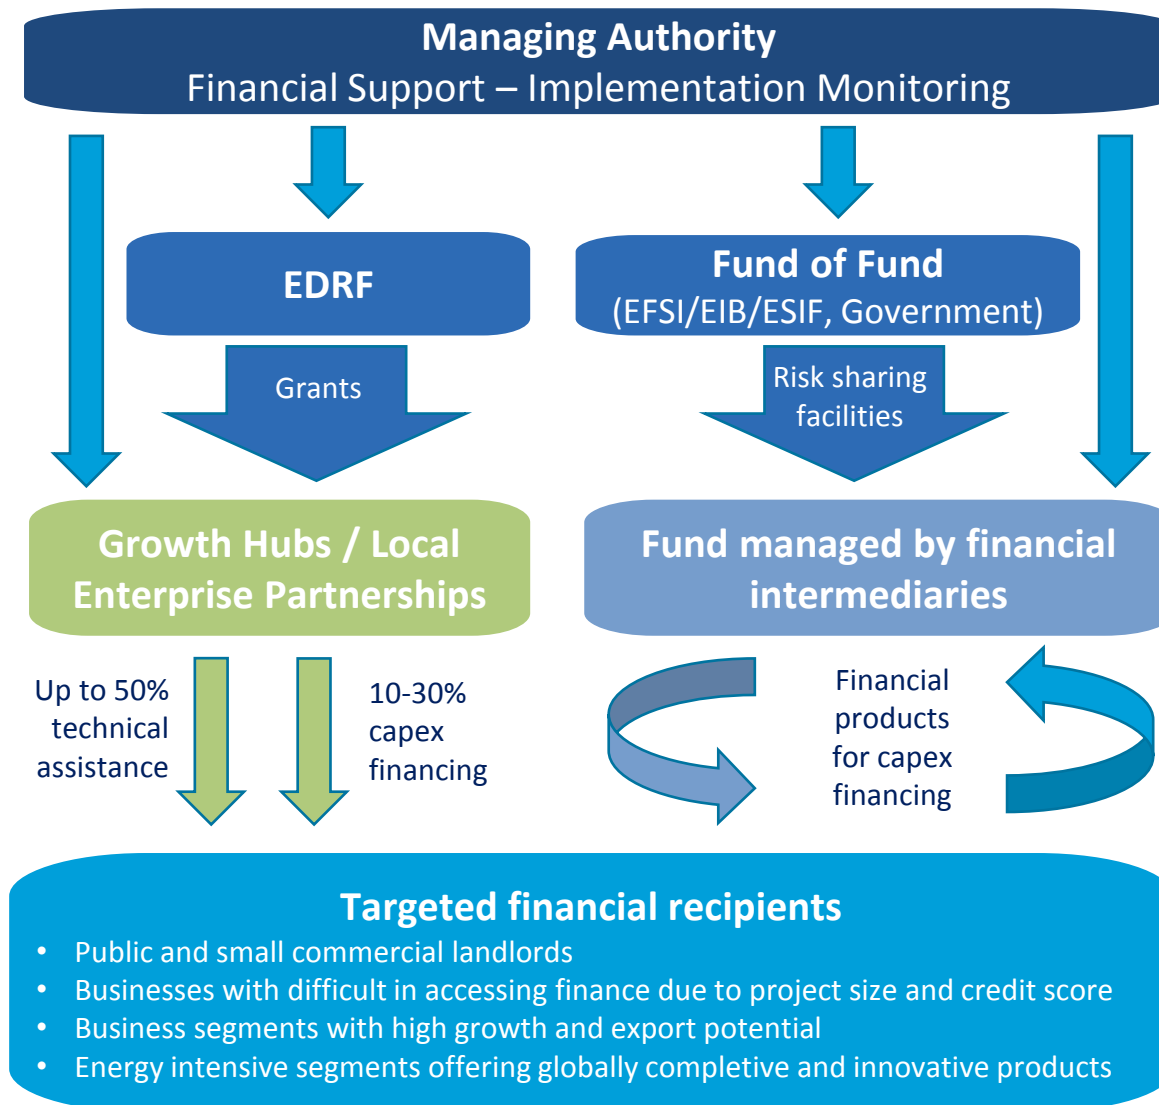 Managing Authority
Financial Support – Implementation Monitoring
EDRF
Fund of Fund
(EFSI/EIB/ESIF, Government)
Grants
Risk sharing
facilities
Growth Hubs / Local
Enterprise Partnerships
Fund managed by financial
intermediaries
Up to 50%
technical
assistance
10-30%
capex
financing
Financial
products
for capex
financing
Targeted financial recipients
• Public and small commercial landlords
• Businesses with difficult in accessing finance due to project size and credit score
• Business segments with high growth and export potential
• Energy intensive segments offering globally completive and innovative products